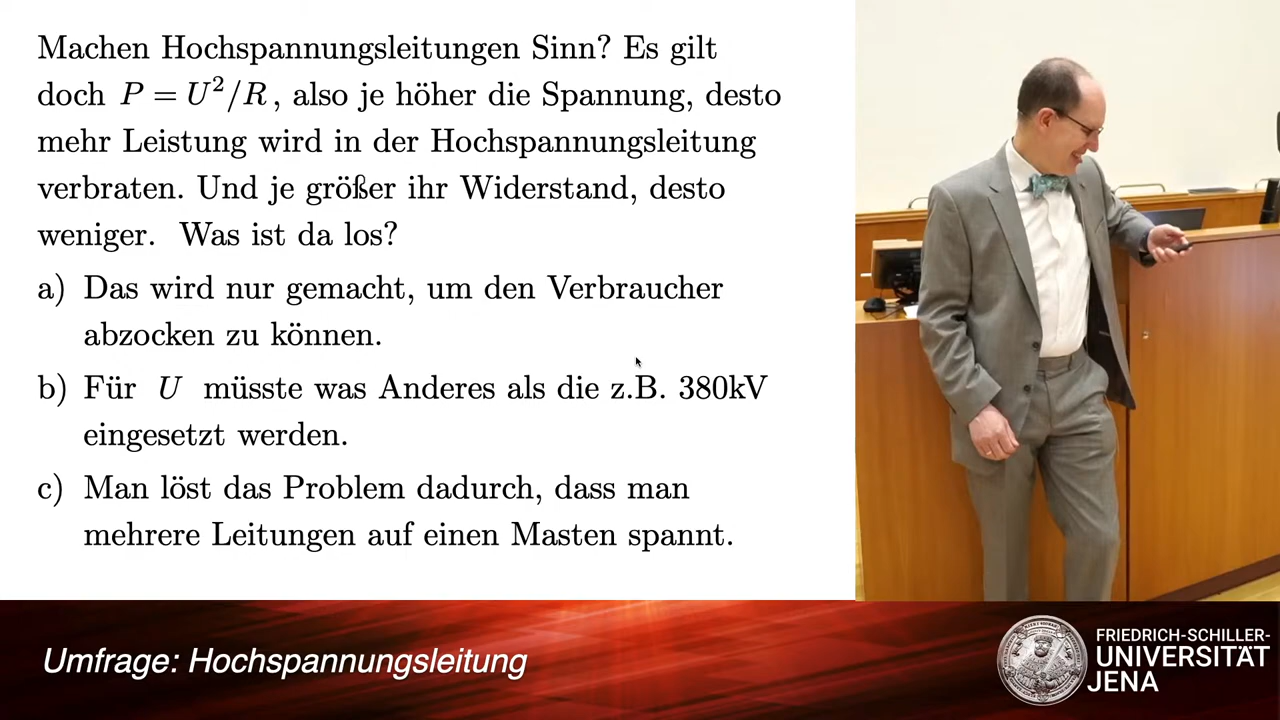 Machen Hochspannungsleitungen Sinn? Es gilt
doch P = U²/R, also je höher die Spannung, desto
mehr Leistung wird in der Hochspannungsleitung
verbraten. Und je größer ihr Widerstand, desto
weniger. Was ist da los?
a) Das wird nur gemacht, um den Verbraucher
abzocken zu können.
b) Für U müsste was Anderes als die z.B. 380kV
eingesetzt werden.
c) Man löst das Problem dadurch, dass man
mehrere Leitungen auf einen Masten spannt.
Umfrage: Hochspannungsleitung
FRIEDRICH-SCHILLER-
UNIVERSITÄT
JENA